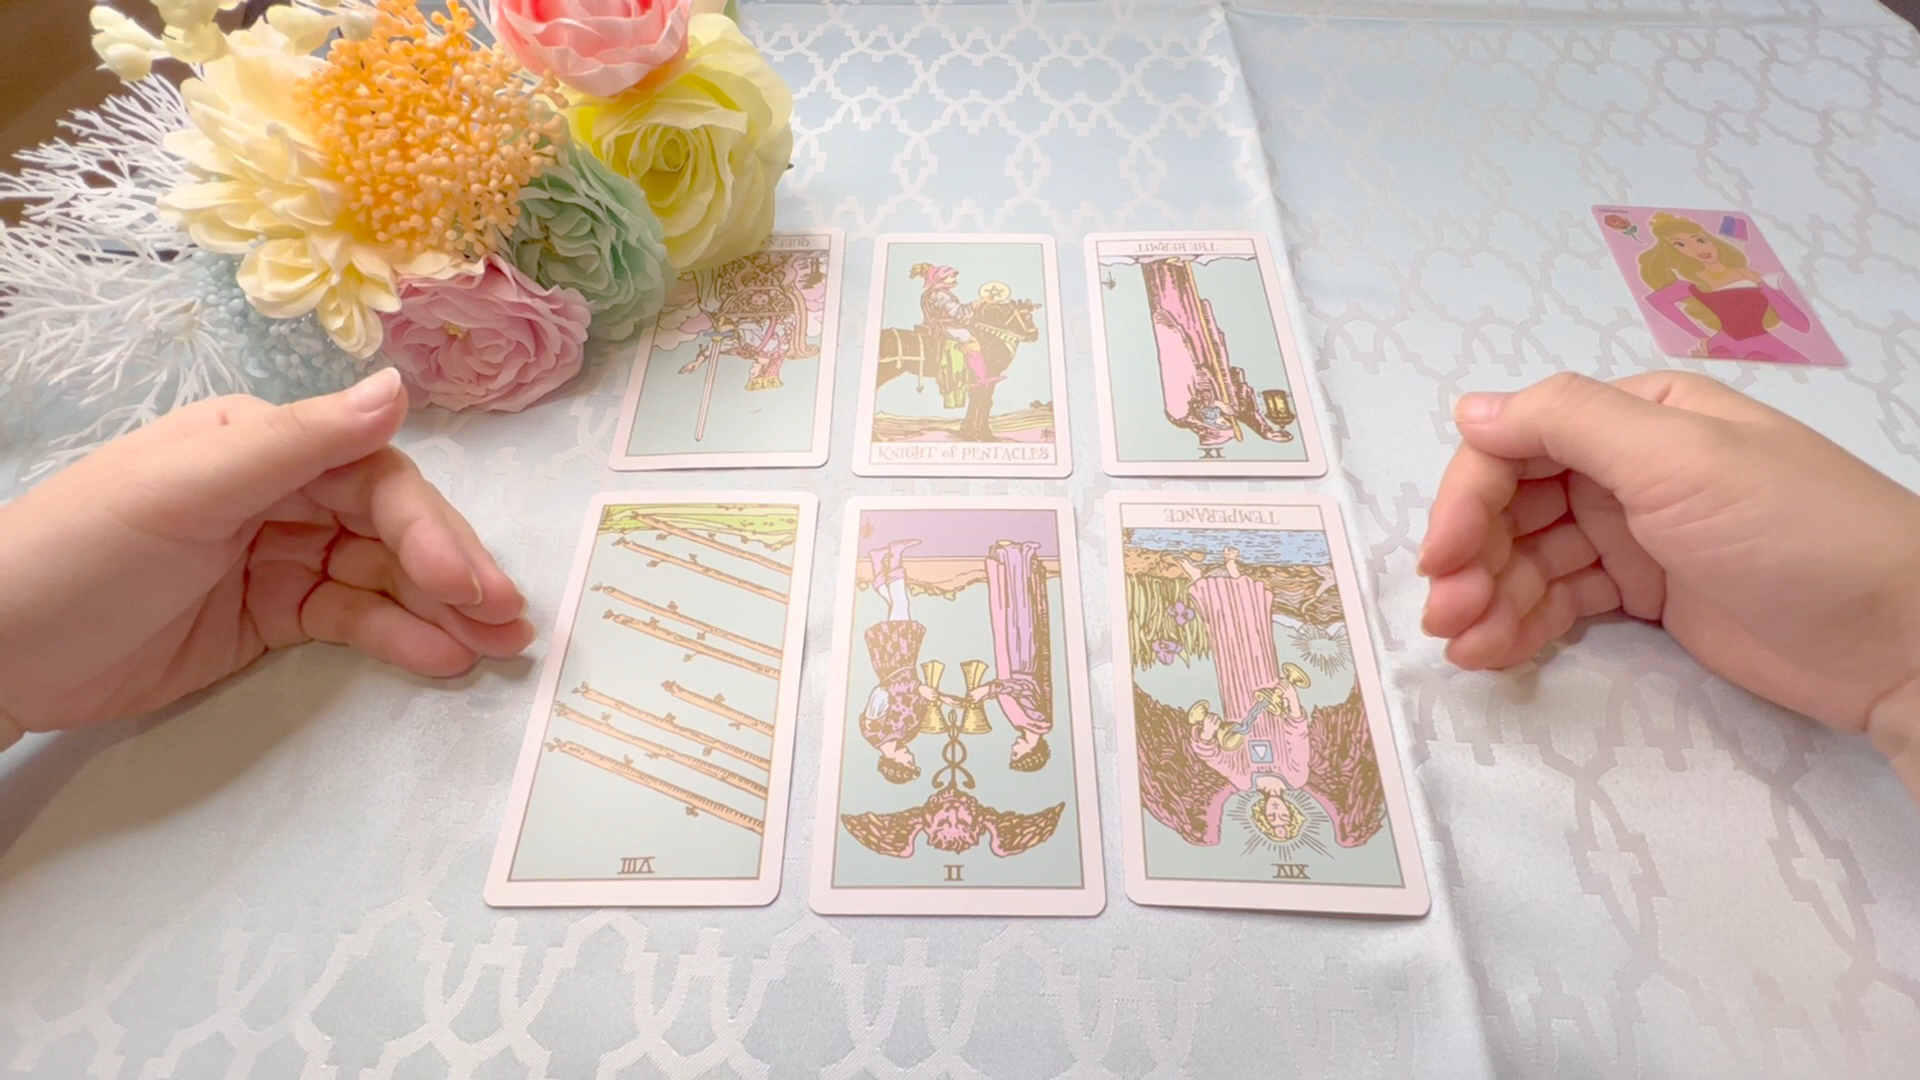 QUEEN
KNIGHT of PENTACLES
THE HERMIT
IX
TEMPERANCE
VIII
II
XIV